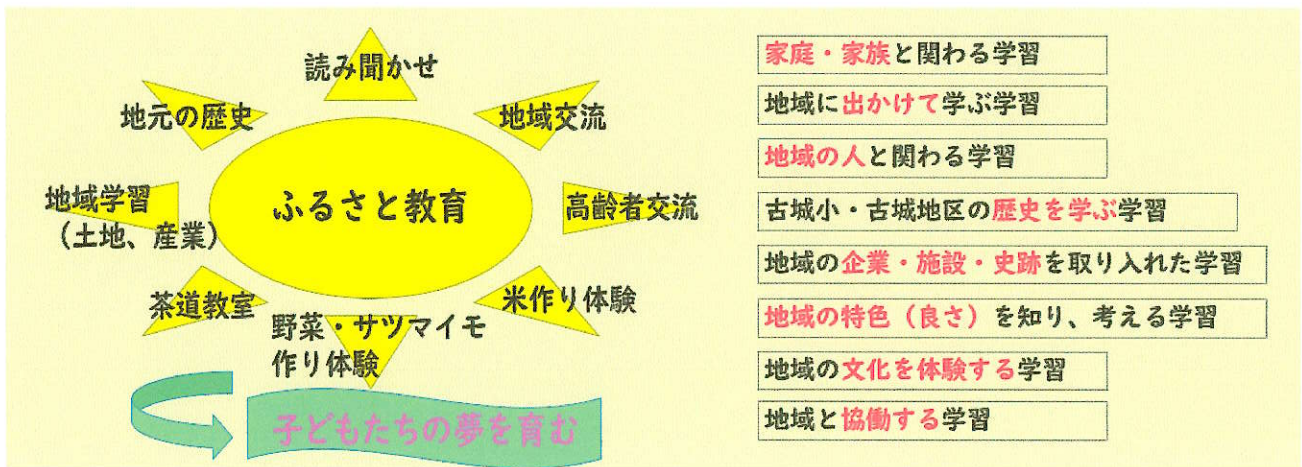 読み聞かせ
地元の歴史
地域交流
地域学習
（土地、産業）
ふるさと教育
高齢者交流
茶道教室
米作り体験
野菜・サツマイモ
作り体験
子どもたちの夢を育む
家庭・家族と関わる学習
地域に出かけて学ぶ学習
地域の人と関わる学習
古城小・古城地区の歴史を学ぶ学習
地域の企業・施設・史跡を取り入れた学習
地域の特色（良さ）を知り、考える学習
地域の文化を体験する学習
地域と協働する学習